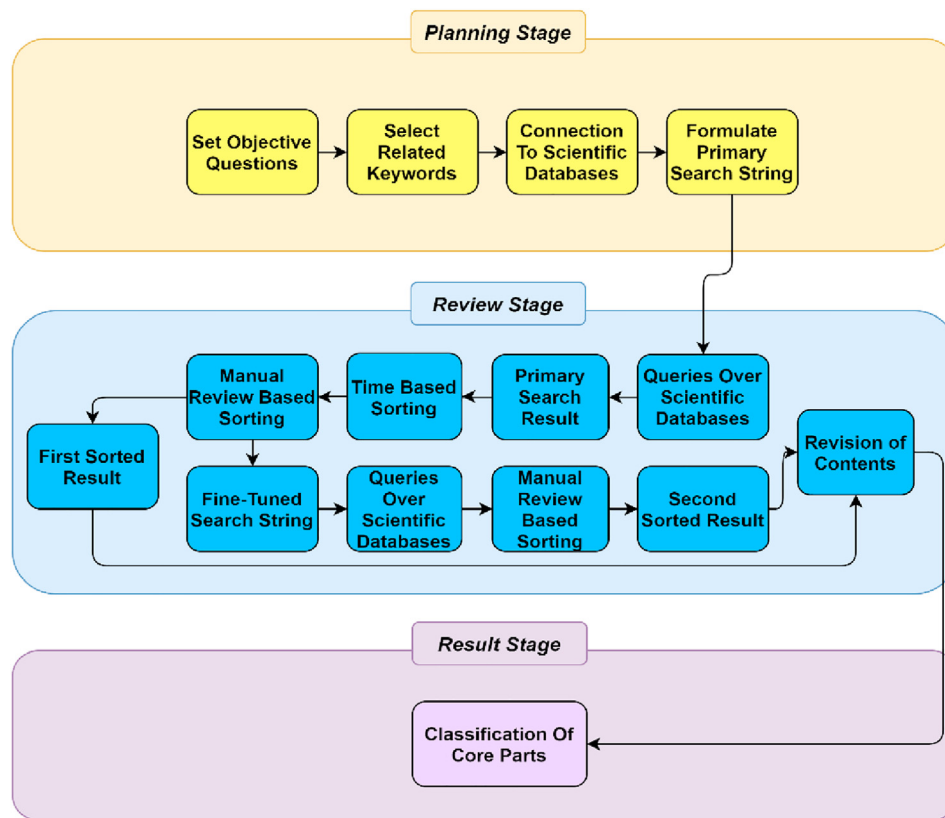 Planning Stage
Set Objective
Questions
Select
Related
Keywords
Connection
To Scientific
Databases
Formulate
Primary
Search String
Review Stage
Manual
Review Based
Sorting
Time Based
Sorting
Primary
Search
Result
Queries Over
Scientific
Databases
Revision of
Contents
First Sorted
Result
Fine-Tuned
Search String
Queries
Over
Scientific
Databases
Manual
Review
Based
Sorting
Second
Sorted Result
Result Stage
Classification Of
Core Parts